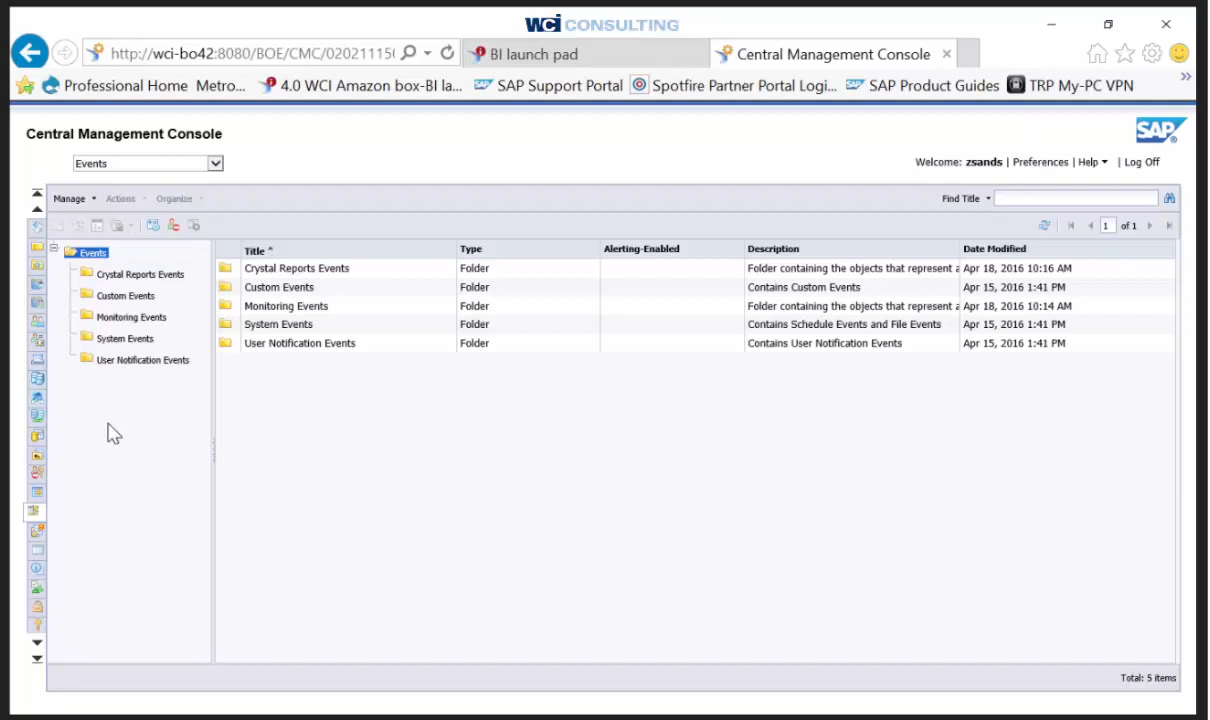 WCI CONSULTING
http://wci-bo42:8080/BOE/CMC/020211150 BI launch pad Central Management Console
Professional Home Metro... 4.0 WCI Amazon box-BI la... SAP Support Portal Spotfire Partner Portal Logi... SAP Product Guides TRP My-PC VPN
Central Management Console SAP
Events Welcome: zsands | Preferences | Help | Log Off
Manage Actions Organize Find Title
1 of 1
Events
Crystal Reports Events
Custom Events
Monitoring Events
System Events
User Notification Events
Title Type Alerting-Enabled Description Date Modified
Crystal Reports Events Folder Folder containing the objects that represent a Apr 18, 2016 10:16 AM
Custom Events Folder Contains Custom Events Apr 15, 2016 1:41 PM
Monitoring Events Folder Folder containing the objects that represent a Apr 18, 2016 10:14 AM
System Events Folder Contains Schedule Events and File Events Apr 15, 2016 1:41 PM
User Notification Events Folder Contains User Notification Events Apr 15, 2016 1:41 PM
Total: 5 items